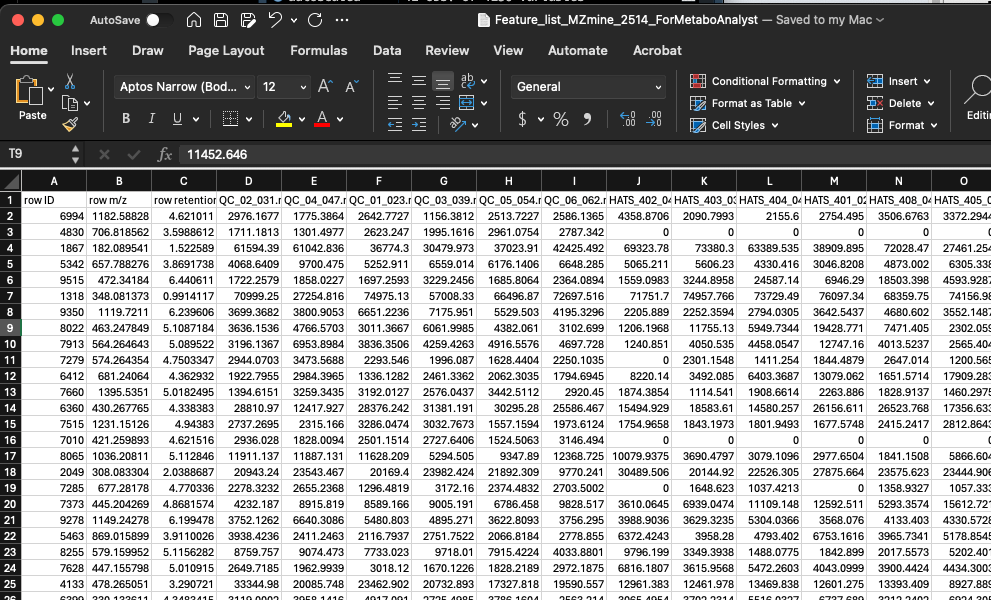 AutoSave
Feature_list_MZmine_2514_ForMetaboAnalyst — Saved to my Mac
Home Insert Draw Page Layout Formulas Data Review View Automate Acrobat
Paste
Aptos Narrow (Bod... 12 A A
B I U A
ab
General
$ % 9 .00 .00
Conditional Formatting
Format as Table
Cell Styles
Insert
Delete
Format
Editi
T9 fx 11452.646
A B C D E F G H I J K L M N O
1 row ID row m/z row retention QC_02_031.r QC_04_047.r QC_01_023.r QC_03_039.r QC_05_054.r QC_06_062.r HATS_402_04 HATS_403_03 HATS_404_04 HATS_401_02 HATS_408_04 HATS_405_0
2 6994 1182.58828 4.621011 2976.1677 1775.3864 2642.7727 1156.3812 2513.7227 2586.1365 4358.8706 2090.7993 2155.6 2754.495 3506.6763 3372.2944
3 4830 706.818562 3.5988612 1711.1813 1301.4977 2623.247 1995.1616 2961.0754 2787.342 0 0 0 0 0
4 1867 182.089541 1.522589 61594.39 61042.836 36774.3 30479.973 37023.91 42425.492 69323.78 73380.3 63389.535 38909.895 72028.47 27461.254
5 5342 657.788276 3.8691738 4068.6409 9700.475 5252.911 6559.014 6176.1406 6648.285 5065.211 5606.23 4330.416 3046.8208 4873.002 6305.338
6 9515 472.34184 6.440611 1722.2579 1858.0227 1697.2593 3229.2456 1685.8064 2364.0894 1559.0983 3244.8958 24587.14 6946.29 18503.398 4593.9287
7 1318 348.081373 0.9914117 70999.25 27254.816 74975.13 57008.33 66496.87 72697.516 71751.7 74957.766 73729.49 76097.34 68359.75 74156.98
8 9350 1119.7211 6.239606 3699.3682 3800.9053 6651.2236 7175.951 5529.503 4195.3296 2205.889 2252.3594 2794.0305 3642.5437 4680.602 3552.1487
9 8022 463.247849 5.1087184 3636.1536 4766.5703 3011.3667 6061.9985 4382.061 3102.699 1206.1968 11755.13 5949.7344 19428.771 7471.405 2302.059
10 7913 564.264643 5.089522 3196.1367 6953.8984 3836.3506 4259.4263 4916.5576 4697.728 1240.851 4050.535 4458.0547 12747.16 4013.5237 2565.404
11 7279 574.264354 4.7503347 2944.0703 3473.5688 2293.546 1996.087 1628.4404 2250.1035 0 2301.1548 1411.254 1844.4879 2647.014 1200.565
12 6412 681.24064 4.362932 1922.7955 2984.3965 1336.1282 2461.3362 2062.3035 1794.6945 8220.14 3492.6085 6403.3687 13079.062 1651.5714 17909.283
13 7660 1395.5351 5.0182495 1394.6151 3259.3435 3192.0127 2576.0437 3442.5112 2920.45 1874.3854 1114.541 1908.6614 2263.886 1828.9137 1460.2975
14 6360 430.267765 4.338383 28810.97 12417.927 28376.242 31381.191 30295.28 25586.467 15494.929 18583.61 14580.257 26156.611 26523.768 17356.633
15 7515 1231.15126 4.94383 2737.2695 2315.166 3286.0474 3032.7673 1557.1594 1973.6124 1754.9658 1843.1973 1801.9493 1677.5748 2415.2417 2812.8643
16 7010 421.259893 4.621516 2936.028 1828.0094 2501.1514 2727.6406 1524.5063 3146.494 0 0 0 0 0
17 8065 1036.20811 5.112846 11911.137 11887.131 11628.209 5294.505 9347.89 12368.725 10079.9375 3690.4797 3079.1096 2977.6504 1841.1508 5866.604
18 2049 308.083304 2.0388687 20943.24 23543.467 20169.4 23982.424 21892.309 9770.241 30489.506 20144.92 22526.305 27875.664 23575.623 23444.906
19 7285 677.28178 4.770336 2278.3232 2655.2368 1296.4819 3172.16 2374.4832 2703.5002 0 1648.623 1037.4213 0 1358.9327 1057.333
20 7373 445.204269 4.8681574 4232.187 8915.819 8589.166 9005.191 6786.458 9828.517 3610.0645 6939.0474 11109.148 12592.511 5293.3574 15612.721
21 9278 1149.24278 6.199478 3752.1262 6640.3086 5480.803 4895.271 3622.8093 3756.295 3988.9036 3629.3235 5304.0366 3568.076 4133.403 4330.5728
22 5463 869.015899 3.9110026 3938.4236 2411.2463 2116.7937 2751.7522 2066.8184 2778.855 6372.4243 3958.28 4793.402 6753.1616 3965.7341 5178.8545
23 8255 579.159952 5.1156282 8759.757 9074.473 7733.023 9718.01 7915.4224 4033.8801 9796.199 3349.3938 1488.0775 1842.899 2017.5573 5202.401
24 7628 447.155798 5.010915 2649.7185 1962.9939 3018.12 1670.1226 1828.2189 2972.1875 6816.1807 3615.9568 5472.2603 4043.0999 3900.4424 4434.3003
25 4133 478.265051 3.290721 33344.98 20085.748 23462.902 20732.893 17327.818 19590.557 12961.383 12461.978 13469.838 12601.275 13393.409 8927.889